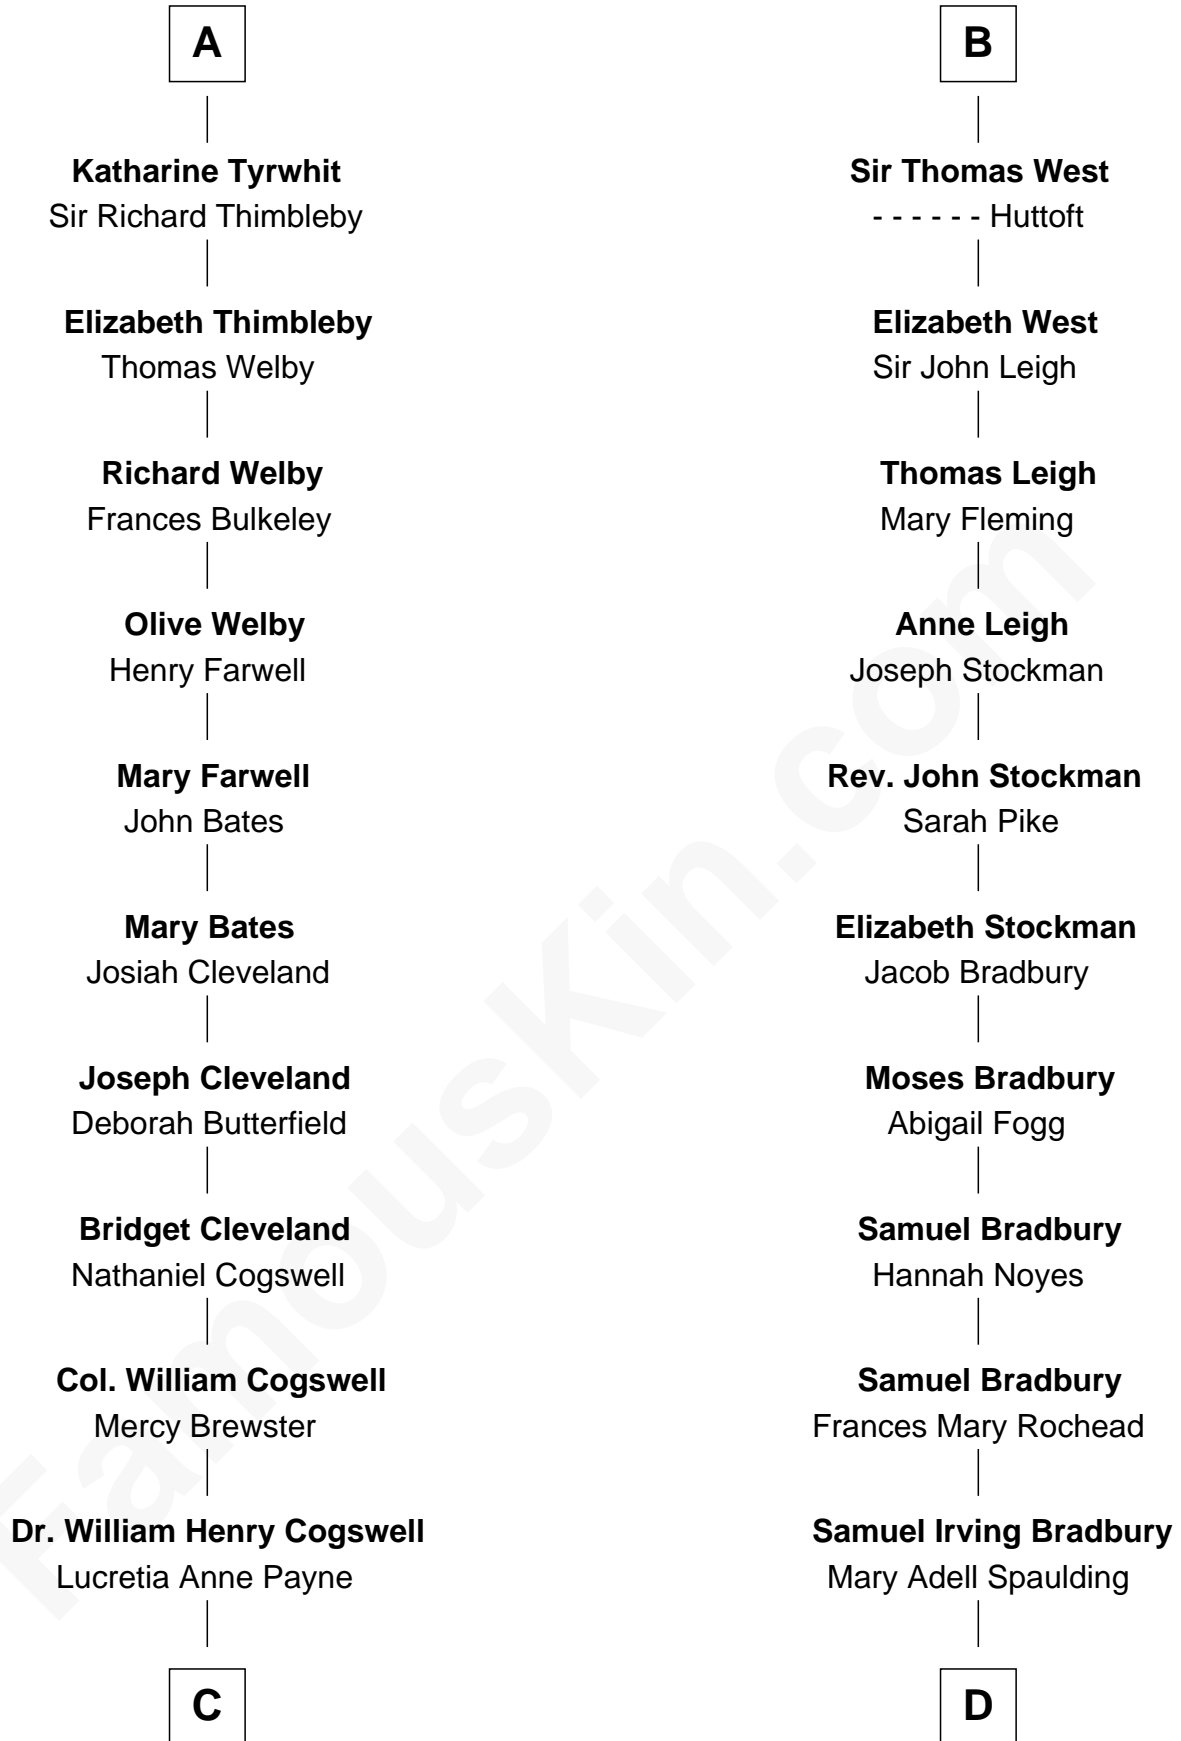 A
Katharine Tyrwhit
Sir Richard Thimbleby
Elizabeth Thimbleby
Thomas Welby
Richard Welby
Frances Bulkeley
Olive Welby
Henry Farwell
Mary Farwell
John Bates
Mary Bates
Josiah Cleveland
Joseph Cleveland
Deborah Butterfield
Bridget Cleveland
Nathaniel Cogswell
Col. William Cogswell
Mercy Brewster
Dr. William Henry Cogswell
Lucretia Anne Payne
C
B
Sir Thomas West
- - - - - - Huttoft
Elizabeth West
Sir John Leigh
Thomas Leigh
Mary Fleming
Anne Leigh
Joseph Stockman
Rev. John Stockman
Sarah Pike
Elizabeth Stockman
Jacob Bradbury
Moses Bradbury
Abigail Fogg
Samuel Bradbury
Hannah Noyes
Samuel Bradbury
Frances Mary Rochead
Samuel Irving Bradbury
Mary Adell Spaulding
D
FamousKin.com